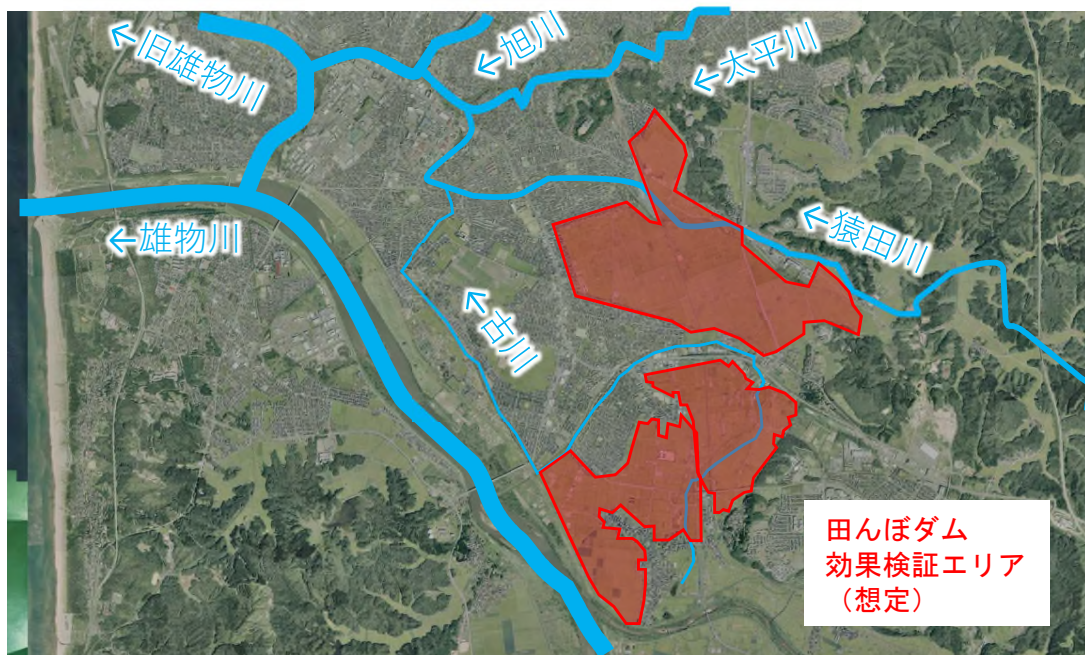 ←旧雄物川
←旭川
←太平川
←雄物川
←猿田川
←古川
田んぼダム
効果検証エリア
（想定）